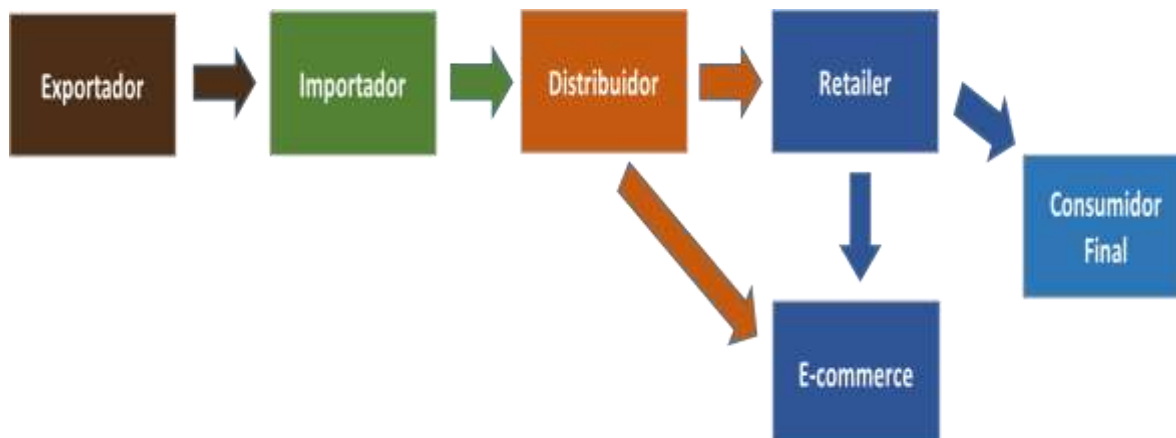 Exportador
Importador
Distribuidor
Retailer
Consumidor
Final
E-commerce